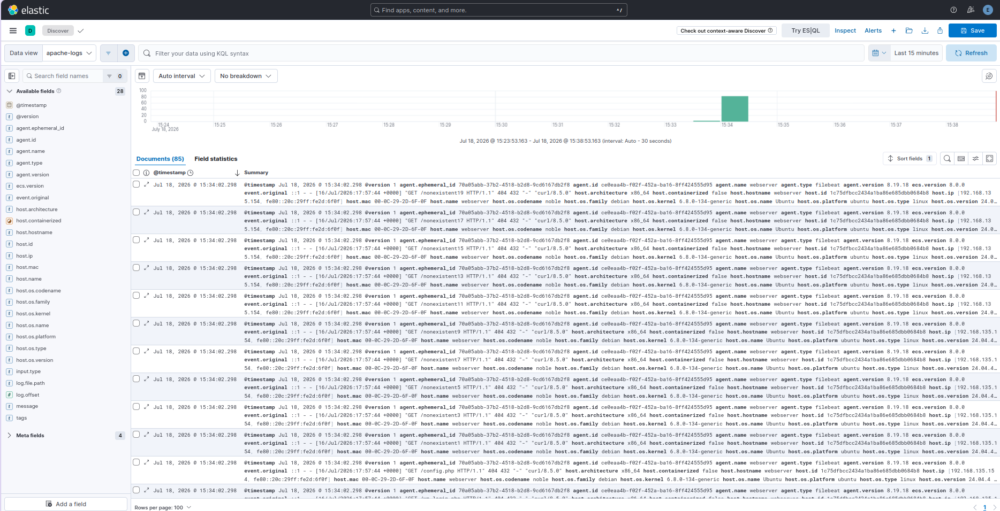 elastic
Find apps, content, and more.
^/
E
D
Discover
Check out context-aware Discover
Try ES|QL
Inspect
Alerts
Save
Data view
apache-logs
Filter your data using KQL syntax
Last 15 minutes
Refresh
Search field names
0
Auto interval
No breakdown
Available fields
28
@timestamp
@version
agent.ephemeral_id
agent.id
agent.name
agent.type
agent.version
ecs.version
event.original
host.architecture
host.containerized
host.hostname
host.id
host.ip
host.mac
host.name
host.os.codename
host.os.family
host.os.kernel
host.os.name
host.os.platform
host.os.type
host.os.version
input.type
log.file.path
log.offset
message
tags
Meta fields
4
Add a field
100
80
60
40
20
0
15:24
July 18, 2026
15:25
15:26
15:27
15:28
15:29
15:30
15:31
15:32
15:33
15:34
15:35
15:36
15:37
15:38
Jul 18, 2026 @ 15:23:53.163 - Jul 18, 2026 @ 15:38:53.163 (interval: Auto - 30 seconds)
Documents (85)
Field statistics
Sort fields 1
@timestamp
Summary
Jul 18, 2026 @ 15:34:02.298 @timestamp Jul 18, 2026 @ 15:34:02.298 @version 1 agent.ephemeral_id 70a05abb-37b2-4518-b2d8-9cd6167db2f8 agent.id ce0eaa4b-f02f-452a-ba16-8ff424555d95 agent.name webserver agent.type filebeat agent.version 8.19.18 ecs.version 8.0.0
event.original ::1 - - [16/Jul/2026:17:57:44 +0000] "GET /nonexistent19 HTTP/1.1" 404 432 "-" "curl/8.5.0" host.architecture x86_64 host.containerized false host.hostname webserver host.id 1c75dfbcc2434a1ba86e685dbb0684b8 host.ip [192.168.13
5.154, fe80::20c:29ff:fe2d:6f0f] host.mac 00-0C-29-2D-6F-0F host.name webserver host.os.codename noble host.os.family debian host.os.kernel 6.8.0-134-generic host.os.name Ubuntu host.os.platform ubuntu host.os.type linux host.os.version 24.0…
Jul 18, 2026 @ 15:34:02.298 @timestamp Jul 18, 2026 @ 15:34:02.298 @version 1 agent.ephemeral_id 70a05abb-37b2-4518-b2d8-9cd6167db2f8 agent.id ce0eaa4b-f02f-452a-ba16-8ff424555d95 agent.name webserver agent.type filebeat agent.version 8.19.18 ecs.version 8.0.0
event.original ::1 - - [16/Jul/2026:17:57:44 +0000] "GET /nonexistent17 HTTP/1.1" 404 432 "-" "curl/8.5.0" host.architecture x86_64 host.containerized false host.hostname webserver host.id 1c75dfbcc2434a1ba86e685dbb0684b8 host.ip [192.168.13
5.154, fe80::20c:29ff:fe2d:6f0f] host.mac 00-0C-29-2D-6F-0F host.name webserver host.os.codename noble host.os.family debian host.os.kernel 6.8.0-134-generic host.os.name Ubuntu host.os.platform ubuntu host.os.type linux host.os.version 24.0…
Jul 18, 2026 @ 15:34:02.298 @timestamp Jul 18, 2026 @ 15:34:02.298 @version 1 agent.ephemeral_id 70a05abb-37b2-4518-b2d8-9cd6167db2f8 agent.id ce0eaa4b-f02f-452a-ba16-8ff424555d95 agent.name webserver agent.type filebeat agent.version 8.19.18 ecs.version 8.0.0
event.original ::1 - - [16/Jul/2026:17:57:44 +0000] "GET /nonexistent15 HTTP/1.1" 404 432 "-" "curl/8.5.0" host.architecture x86_64 host.containerized false host.hostname webserver host.id 1c75dfbcc2434a1ba86e685dbb0684b8 host.ip [192.168.13
5.154, fe80::20c:29ff:fe2d:6f0f] host.mac 00-0C-29-2D-6F-0F host.name webserver host.os.codename noble host.os.family debian host.os.kernel 6.8.0-134-generic host.os.name Ubuntu host.os.platform ubuntu host.os.type linux host.os.version 24.0…
Jul 18, 2026 @ 15:34:02.298 @timestamp Jul 18, 2026 @ 15:34:02.298 @version 1 agent.ephemeral_id 70a05abb-37b2-4518-b2d8-9cd6167db2f8 agent.id ce0eaa4b-f02f-452a-ba16-8ff424555d95 agent.name webserver agent.type filebeat agent.version 8.19.18 ecs.version 8.0.0
event.original ::1 - - [16/Jul/2026:17:57:44 +0000] "GET /nonexistent13 HTTP/1.1" 404 432 "-" "curl/8.5.0" host.architecture x86_64 host.containerized false host.hostname webserver host.id 1c75dfbcc2434a1ba86e685dbb0684b8 host.ip [192.168.13
5.154, fe80::20c:29ff:fe2d:6f0f] host.mac 00-0C-29-2D-6F-0F host.name webserver host.os.codename noble host.os.family debian host.os.kernel 6.8.0-134-generic host.os.name Ubuntu host.os.platform ubuntu host.os.type linux host.os.version 24.0…
Jul 18, 2026 @ 15:34:02.298 @timestamp Jul 18, 2026 @ 15:34:02.298 @version 1 agent.ephemeral_id 70a05abb-37b2-4518-b2d8-9cd6167db2f8 agent.id ce0eaa4b-f02f-452a-ba16-8ff424555d95 agent.name webserver agent.type filebeat agent.version 8.19.18 ecs.version 8.0.0
event.original ::1 - - [16/Jul/2026:17:57:44 +0000] "GET /nonexistent11 HTTP/1.1" 404 432 "-" "curl/8.5.0" host.architecture x86_64 host.containerized false host.hostname webserver host.id 1c75dfbcc2434a1ba86e685dbb0684b8 host.ip [192.168.13
5.154, fe80::20c:29ff:fe2d:6f0f] host.mac 00-0C-29-2D-6F-0F host.name webserver host.os.codename noble host.os.family debian host.os.kernel 6.8.0-134-generic host.os.name Ubuntu host.os.platform ubuntu host.os.type linux host.os.version 24.0…
Jul 18, 2026 @ 15:34:02.298 @timestamp Jul 18, 2026 @ 15:34:02.298 @version 1 agent.ephemeral_id 70a05abb-37b2-4518-b2d8-9cd6167db2f8 agent.id ce0eaa4b-f02f-452a-ba16-8ff424555d95 agent.name webserver agent.type filebeat agent.version 8.19.18 ecs.version 8.0.0
event.original ::1 - - [16/Jul/2026:17:57:44 +0000] "GET /nonexistent9 HTTP/1.1" 404 432 "-" "curl/8.5.0" host.architecture x86_64 host.containerized false host.hostname webserver host.id 1c75dfbcc2434a1ba86e685dbb0684b8 host.ip [192.168.135.1
54, fe80::20c:29ff:fe2d:6f0f] host.mac 00-0C-29-2D-6F-0F host.name webserver host.os.codename noble host.os.family debian host.os.kernel 6.8.0-134-generic host.os.name Ubuntu host.os.platform ubuntu host.os.type linux host.os.version 24.04.4…
Jul 18, 2026 @ 15:34:02.298 @timestamp Jul 18, 2026 @ 15:34:02.298 @version 1 agent.ephemeral_id 70a05abb-37b2-4518-b2d8-9cd6167db2f8 agent.id ce0eaa4b-f02f-452a-ba16-8ff424555d95 agent.name webserver agent.type filebeat agent.version 8.19.18 ecs.version 8.0.0
event.original ::1 - - [16/Jul/2026:17:57:44 +0000] "GET /nonexistent7 HTTP/1.1" 404 432 "-" "curl/8.5.0" host.architecture x86_64 host.containerized false host.hostname webserver host.id 1c75dfbcc2434a1ba86e685dbb0684b8 host.ip [192.168.135.1
54, fe80::20c:29ff:fe2d:6f0f] host.mac 00-0C-29-2D-6F-0F host.name webserver host.os.codename noble host.os.family debian host.os.kernel 6.8.0-134-generic host.os.name Ubuntu host.os.platform ubuntu host.os.type linux host.os.version 24.04.4…
Jul 18, 2026 @ 15:34:02.298 @timestamp Jul 18, 2026 @ 15:34:02.298 @version 1 agent.ephemeral_id 70a05abb-37b2-4518-b2d8-9cd6167db2f8 agent.id ce0eaa4b-f02f-452a-ba16-8ff424555d95 agent.name webserver agent.type filebeat agent.version 8.19.18 ecs.version 8.0.0
event.original ::1 - - [16/Jul/2026:17:57:44 +0000] "GET /nonexistent5 HTTP/1.1" 404 432 "-" "curl/8.5.0" host.architecture x86_64 host.containerized false host.hostname webserver host.id 1c75dfbcc2434a1ba86e685dbb0684b8 host.ip [192.168.135.1
54, fe80::20c:29ff:fe2d:6f0f] host.mac 00-0C-29-2D-6F-0F host.name webserver host.os.codename noble host.os.family debian host.os.kernel 6.8.0-134-generic host.os.name Ubuntu host.os.platform ubuntu host.os.type linux host.os.version 24.04.4…
Jul 18, 2026 @ 15:34:02.298 @timestamp Jul 18, 2026 @ 15:34:02.298 @version 1 agent.ephemeral_id 70a05abb-37b2-4518-b2d8-9cd6167db2f8 agent.id ce0eaa4b-f02f-452a-ba16-8ff424555d95 agent.name webserver agent.type filebeat agent.version 8.19.18 ecs.version 8.0.0
event.original ::1 - - [16/Jul/2026:17:57:44 +0000] "GET /nonexistent3 HTTP/1.1" 404 432 "-" "curl/8.5.0" host.architecture x86_64 host.containerized false host.hostname webserver host.id 1c75dfbcc2434a1ba86e685dbb0684b8 host.ip [192.168.135.1
54, fe80::20c:29ff:fe2d:6f0f] host.mac 00-0C-29-2D-6F-0F host.name webserver host.os.codename noble host.os.family debian host.os.kernel 6.8.0-134-generic host.os.name Ubuntu host.os.platform ubuntu host.os.type linux host.os.version 24.04.4…
Jul 18, 2026 @ 15:34:02.298 @timestamp Jul 18, 2026 @ 15:34:02.298 @version 1 agent.ephemeral_id 70a05abb-37b2-4518-b2d8-9cd6167db2f8 agent.id ce0eaa4b-f02f-452a-ba16-8ff424555d95 agent.name webserver agent.type filebeat agent.version 8.19.18 ecs.version 8.0.0
event.original ::1 - - [16/Jul/2026:17:57:44 +0000] "GET /nonexistent1 HTTP/1.1" 404 432 "-" "curl/8.5.0" host.architecture x86_64 host.containerized false host.hostname webserver host.id 1c75dfbcc2434a1ba86e685dbb0684b8 host.ip [192.168.135.1
54, fe80::20c:29ff:fe2d:6f0f] host.mac 00-0C-29-2D-6F-0F host.name webserver host.os.codename noble host.os.family debian host.os.kernel 6.8.0-134-generic host.os.name Ubuntu host.os.platform ubuntu host.os.type linux host.os.version 24.04.4…
Jul 18, 2026 @ 15:34:02.298 @timestamp Jul 18, 2026 @ 15:34:02.298 @version 1 agent.ephemeral_id 70a05abb-37b2-4518-b2d8-9cd6167db2f8 agent.id ce0eaa4b-f02f-452a-ba16-8ff424555d95 agent.name webserver agent.type filebeat agent.version 8.19.18 ecs.version 8.0.0
event.original ::1 - - [16/Jul/2026:17:57:44 +0000] "GET /config.php HTTP/1.1" 404 432 "-" "curl/8.5.0" host.architecture x86_64 host.containerized false host.hostname webserver host.id 1c75dfbcc2434a1ba86e685dbb0684b8 host.ip [192.168.135.15
4, fe80::20c:29ff:fe2d:6f0f] host.mac 00-0C-29-2D-6F-0F host.name webserver host.os.codename noble host.os.family debian host.os.kernel 6.8.0-134-generic host.os.name Ubuntu host.os.platform ubuntu host.os.type linux host.os.version 24.04.4 …
Jul 18, 2026 @ 15:34:02.298 @timestamp Jul 18, 2026 @ 15:34:02.298 @version 1 agent.ephemeral_id 70a05abb-37b2-4518-b2d8-9cd6167db2f8 agent.id ce0eaa4b-f02f-452a-ba16-8ff424555d95 agent.name webserver agent.type filebeat agent.version 8.19.18 ecs.version 8.0.0
Rows per page: 100
1